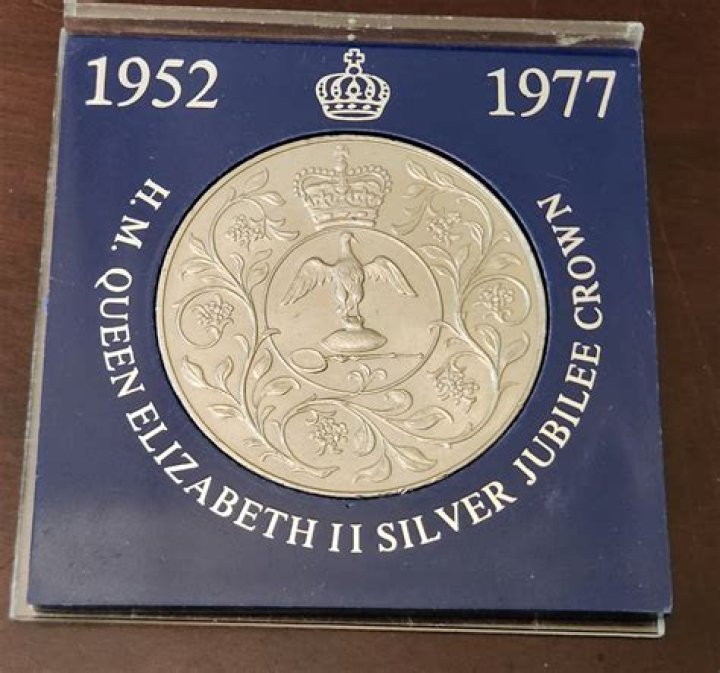 1952 1977
H. M. QUEEN ELIZABETH II SILVER JUBILEE CROWN